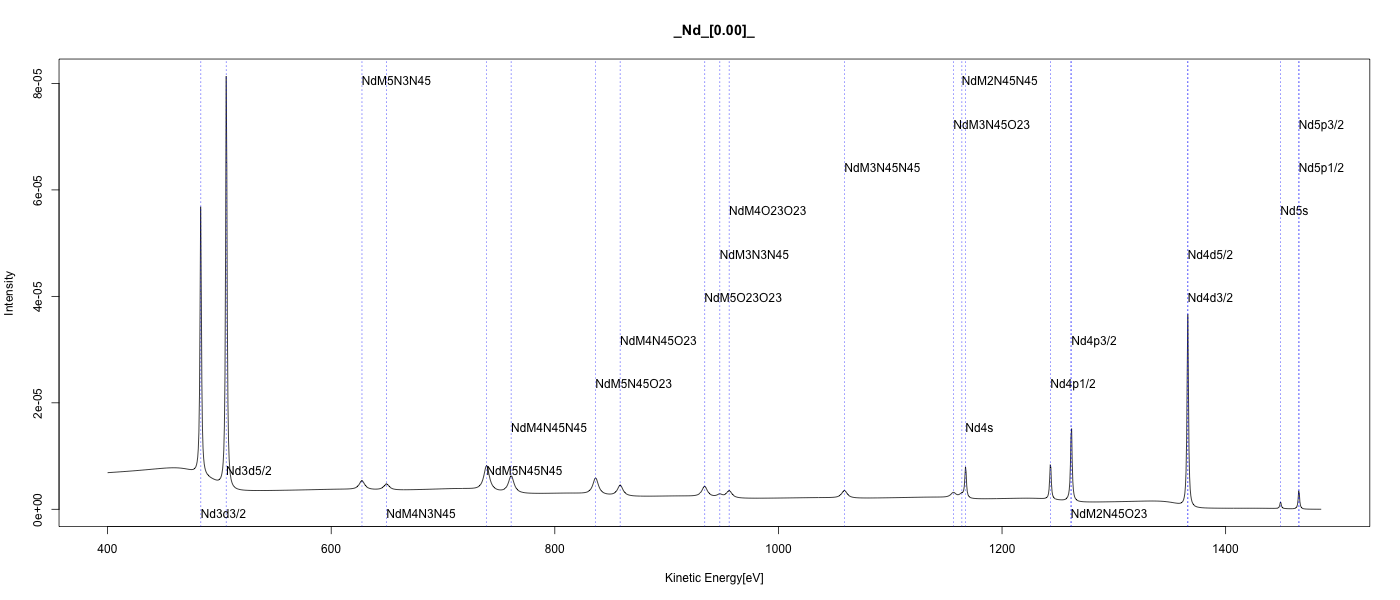 _Nd_[0.00]_
NdM5N3N45
NdM2N45N45
NdM3N45O23
Nd5p3/2
NdM3N45N45
Nd5p1/2
NdM4O23O23
Nd5s
NdM3N3N45
Nd4d5/2
NdM5O23O23
Nd4d3/2
NdM4N45O23
Nd4p3/2
NdM5N45O23
Nd4p1/2
NdM4N45N45
Nd4s
Nd3d5/2
NdM5N45N45
Nd3d3/2
NdM4N3N45
NdM2N45O23
8e-05
6e-05
4e-05
2e-05
0e+00
Intensity
400 600 800 1000 1200 1400
Kinetic Energy[eV]